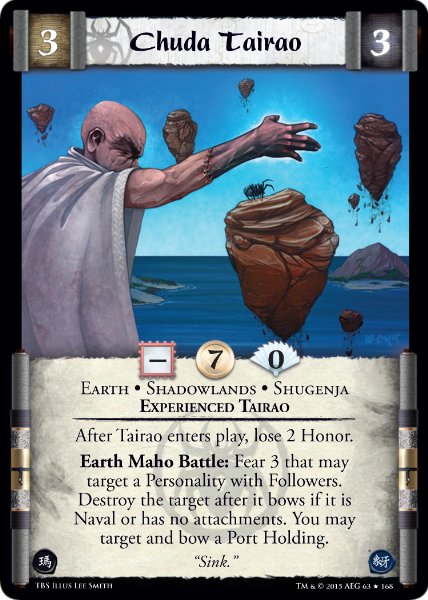 3 Chuda Tairao 3
– 7 0
Earth • Shadowlands • Shugenja
Experienced Tairao
After Tairao enters play, lose 2 Honor.
Earth Maho Battle: Fear 3 that may
target a Personality with Followers.
Destroy the target after it bows if it is
Naval or has no attachments. You may
target and bow a Port Holding.
“Sink.”
TBS Illus Lee Smith
TM & © 2015 AEG 63 ★ 168